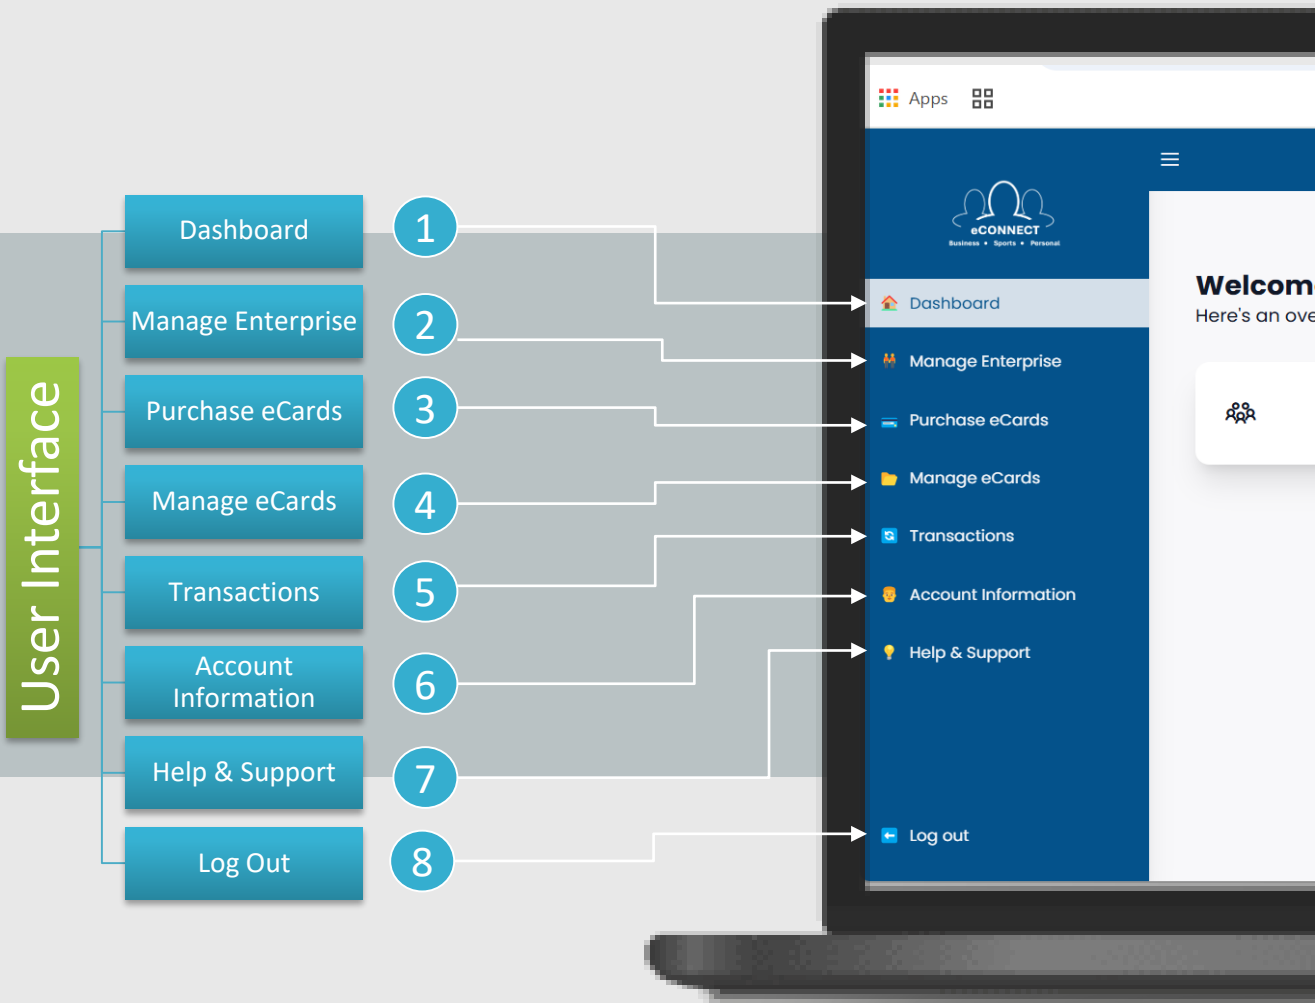 User Interface
Dashboard
1
Manage Enterprise
2
Purchase eCards
3
Manage eCards
4
Transactions
5
Account
Information
6
Help & Support
7
Log Out
8
Apps
eCONNECT
Business • Sports • Personal
Dashboard
Manage Enterprise
Purchase eCards
Manage eCards
Transactions
Account Information
Help & Support
Log out
Welcom
Here's an ove